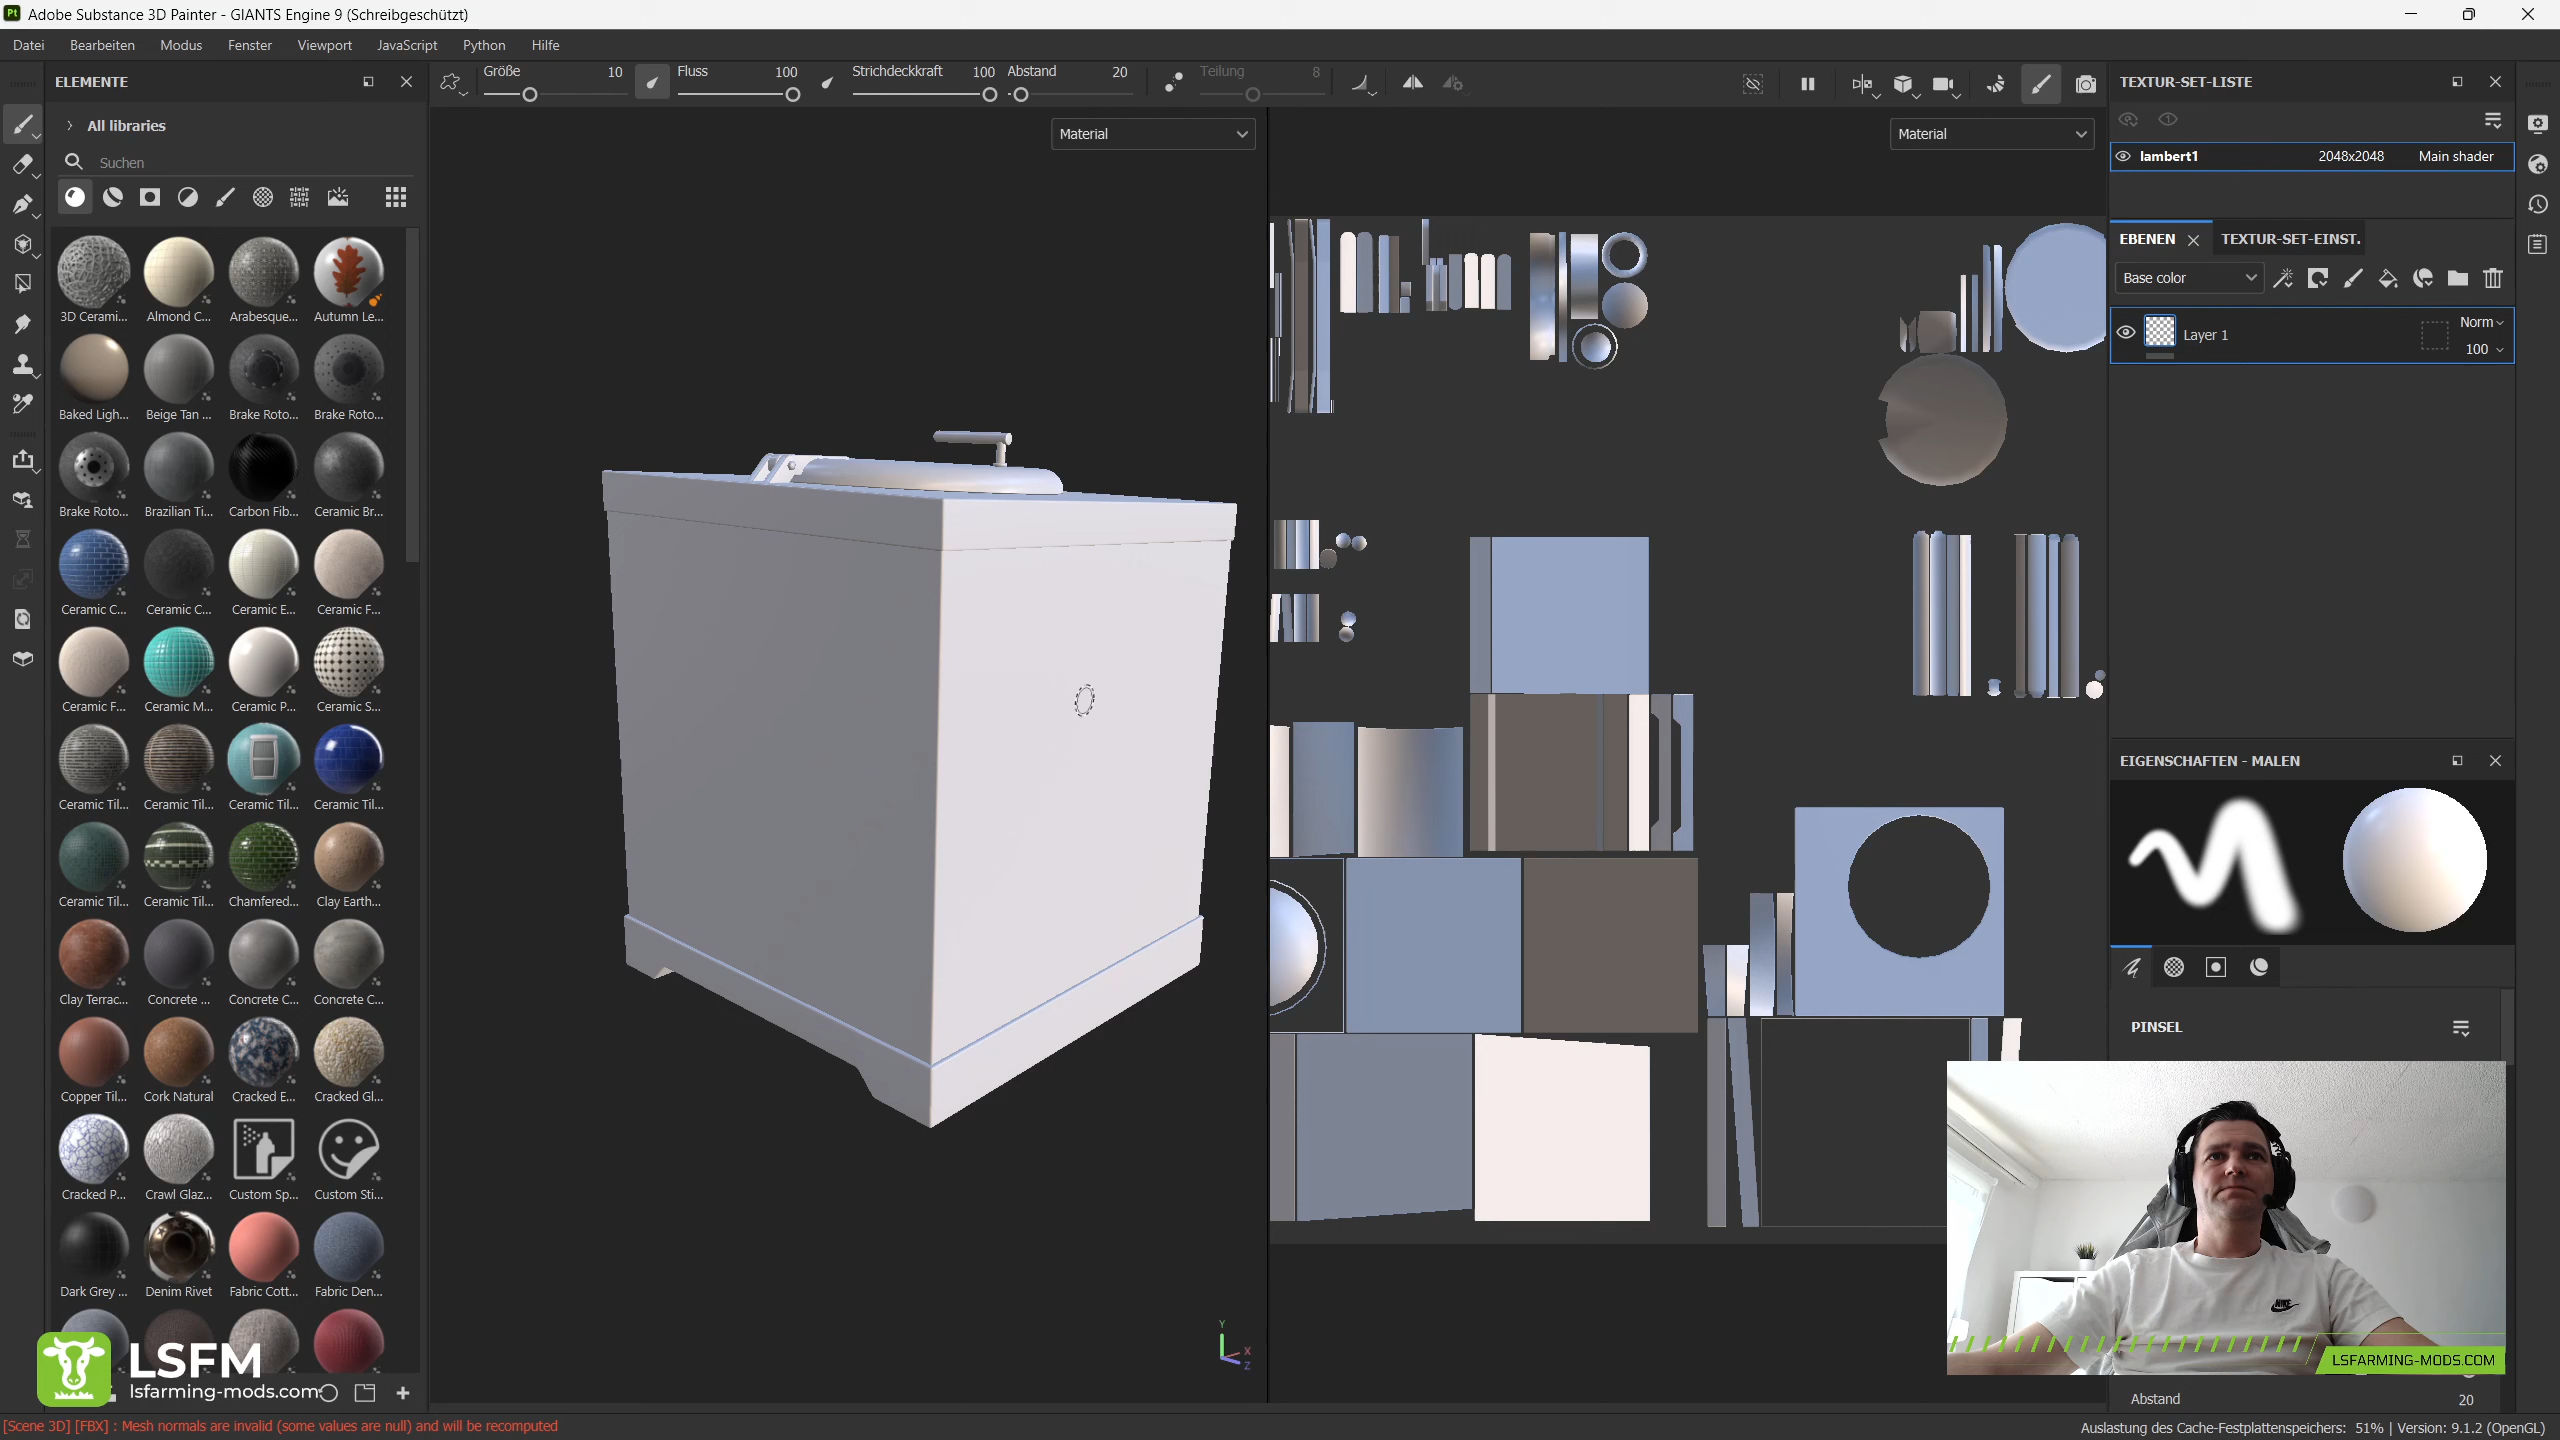 Pt Adobe Substance 3D Painter - GIANTS Engine 9 (Schreibgeschützt)
Datei Bearbeiten Modus Fenster Viewport JavaScript Python Hilfe
ELEMENTE
Größe 10 Fluss 100 Strichdeckkraft 100 Abstand 20 Teilung 8
All libraries
Suchen
3D Cerami... Almond C... Arabesque... Autumn Le...
Baked Ligh... Beige Tan ... Brake Roto... Brake Roto...
Brake Roto... Brazilian Ti... Carbon Fib... Ceramic Br...
Ceramic C... Ceramic C... Ceramic E... Ceramic F...
Ceramic F... Ceramic M... Ceramic P... Ceramic S...
Ceramic Til... Ceramic Til... Ceramic Til... Ceramic Til...
Ceramic Til... Ceramic Til... Chamfered... Clay Earth...
Clay Terrac... Concrete ... Concrete C... Concrete C...
Copper Til... Cork Natural Cracked E... Cracked Gl...
Cracked P... Crawl Glaz... Custom Sp... Custom Sti...
Dark Grey ... Denim Rivet Fabric Cott... Fabric Den...
LSFM
lsfarming-mods.com
Material
Material
Y
X
Z
TEXTUR-SET-LISTE
lambert1 2048x2048 Main shader
EBENEN TEXTUR-SET-EINST.
Base color
Layer 1 Norm
100
EIGENSCHAFTEN - MALEN
PINSEL
NIKE
LSFARMING-MODS.COM
Abstand 20
[Scene 3D] [FBX] : Mesh normals are invalid (some values are null) and will be recomputed
Auslastung des Cache-Festplattenspeichers: 51% | Version: 9.1.2 (OpenGL)